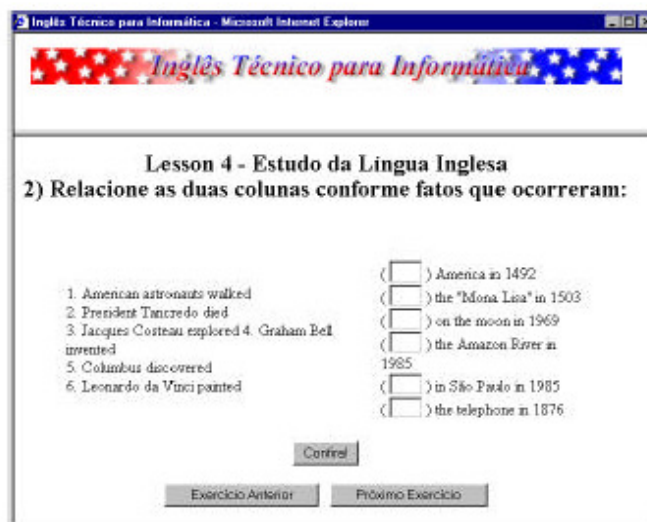 Inglês Técnico para Informática - Microsoft Internet Explorer
Inglês Técnico para Informática
Lesson 4 - Estudo da Língua Inglesa
2) Relacione as duas colunas conforme fatos que ocorreram:
1. American astronauts walked
2. President Tancredo died
3. Jacques Costeau explored 4. Graham Bell
invented
5. Columbus discovered
6. Leonardo da Vinci painted
( ) America in 1492
( ) the "Mona Lisa" in 1503
( ) on the moon in 1969
( ) the Amazon River in
1985
( ) in São Paulo in 1985
( ) the telephone in 1876
Confira!
Exercício Anterior
Próximo Exercício